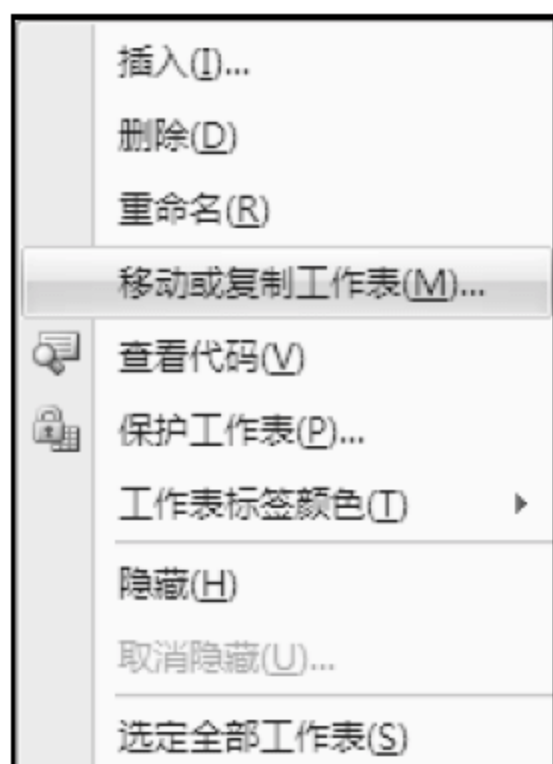 插入(I)...
删除(D)
重命名(R)
移动或复制工作表(M)...
查看代码(V)
保护工作表(P)...
工作表标签颜色(T)
隐藏(H)
取消隐藏(U)...
选定全部工作表(S)